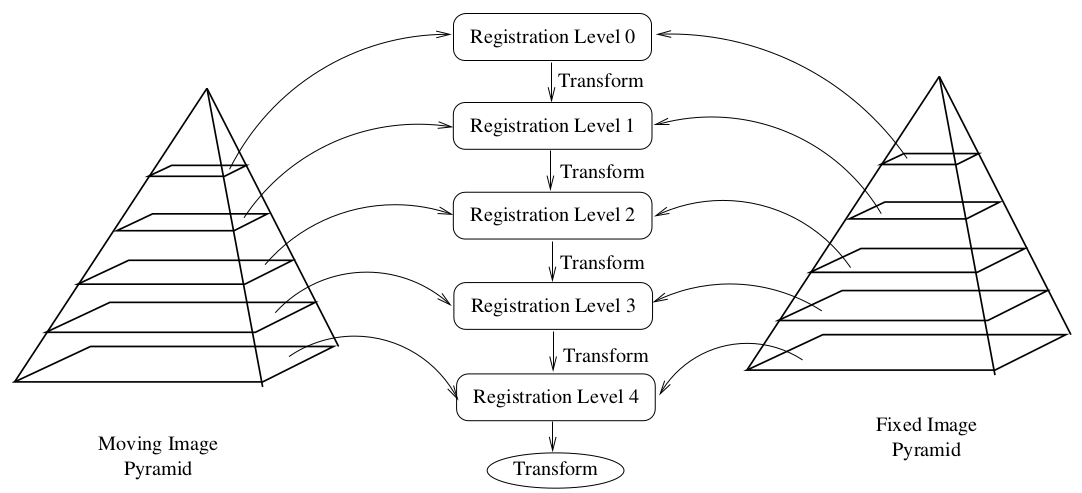 Registration Level 0
Transform
Registration Level 1
Transform
Registration Level 2
Transform
Registration Level 3
Transform
Registration Level 4
Transform
Moving Image
Pyramid
Fixed Image
Pyramid